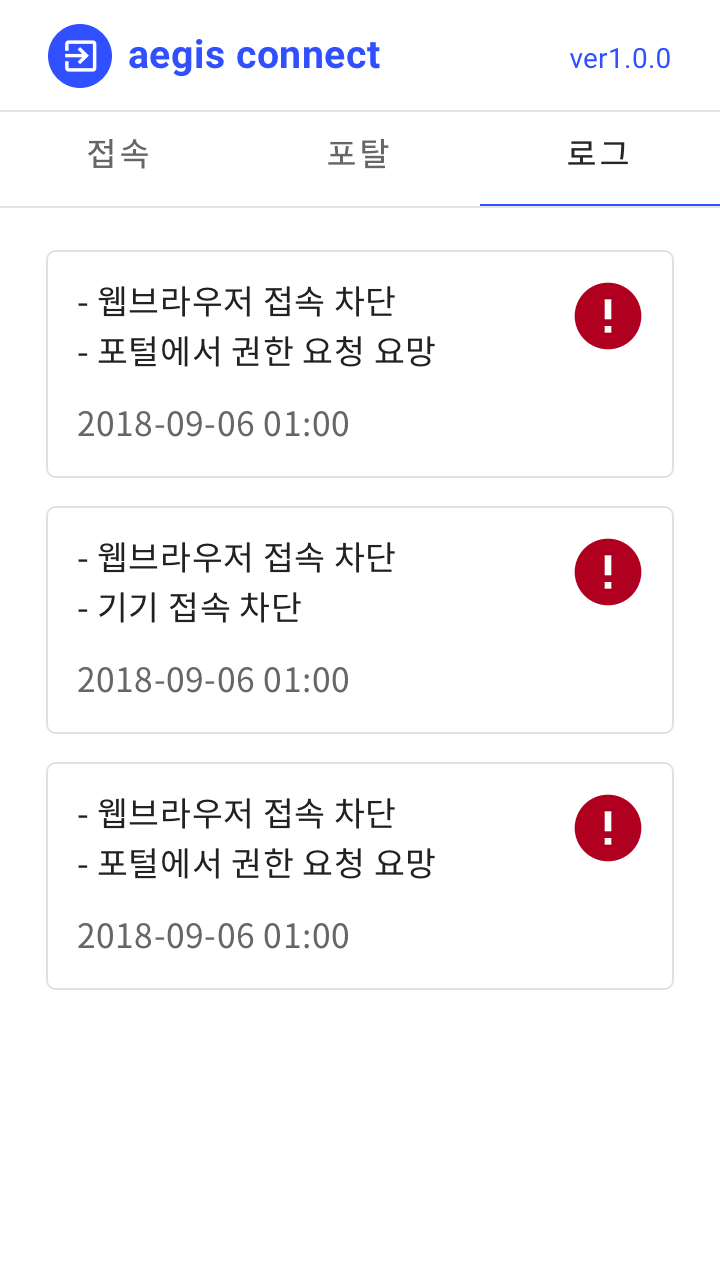 aegis connect
ver1.0.0
접속
포탈
로그
- 웹브라우저 접속 차단
- 포털에서 권한 요청 요망
2018-09-06 01:00
- 웹브라우저 접속 차단
- 기기 접속 차단
2018-09-06 01:00
- 웹브라우저 접속 차단
- 포털에서 권한 요청 요망
2018-09-06 01:00